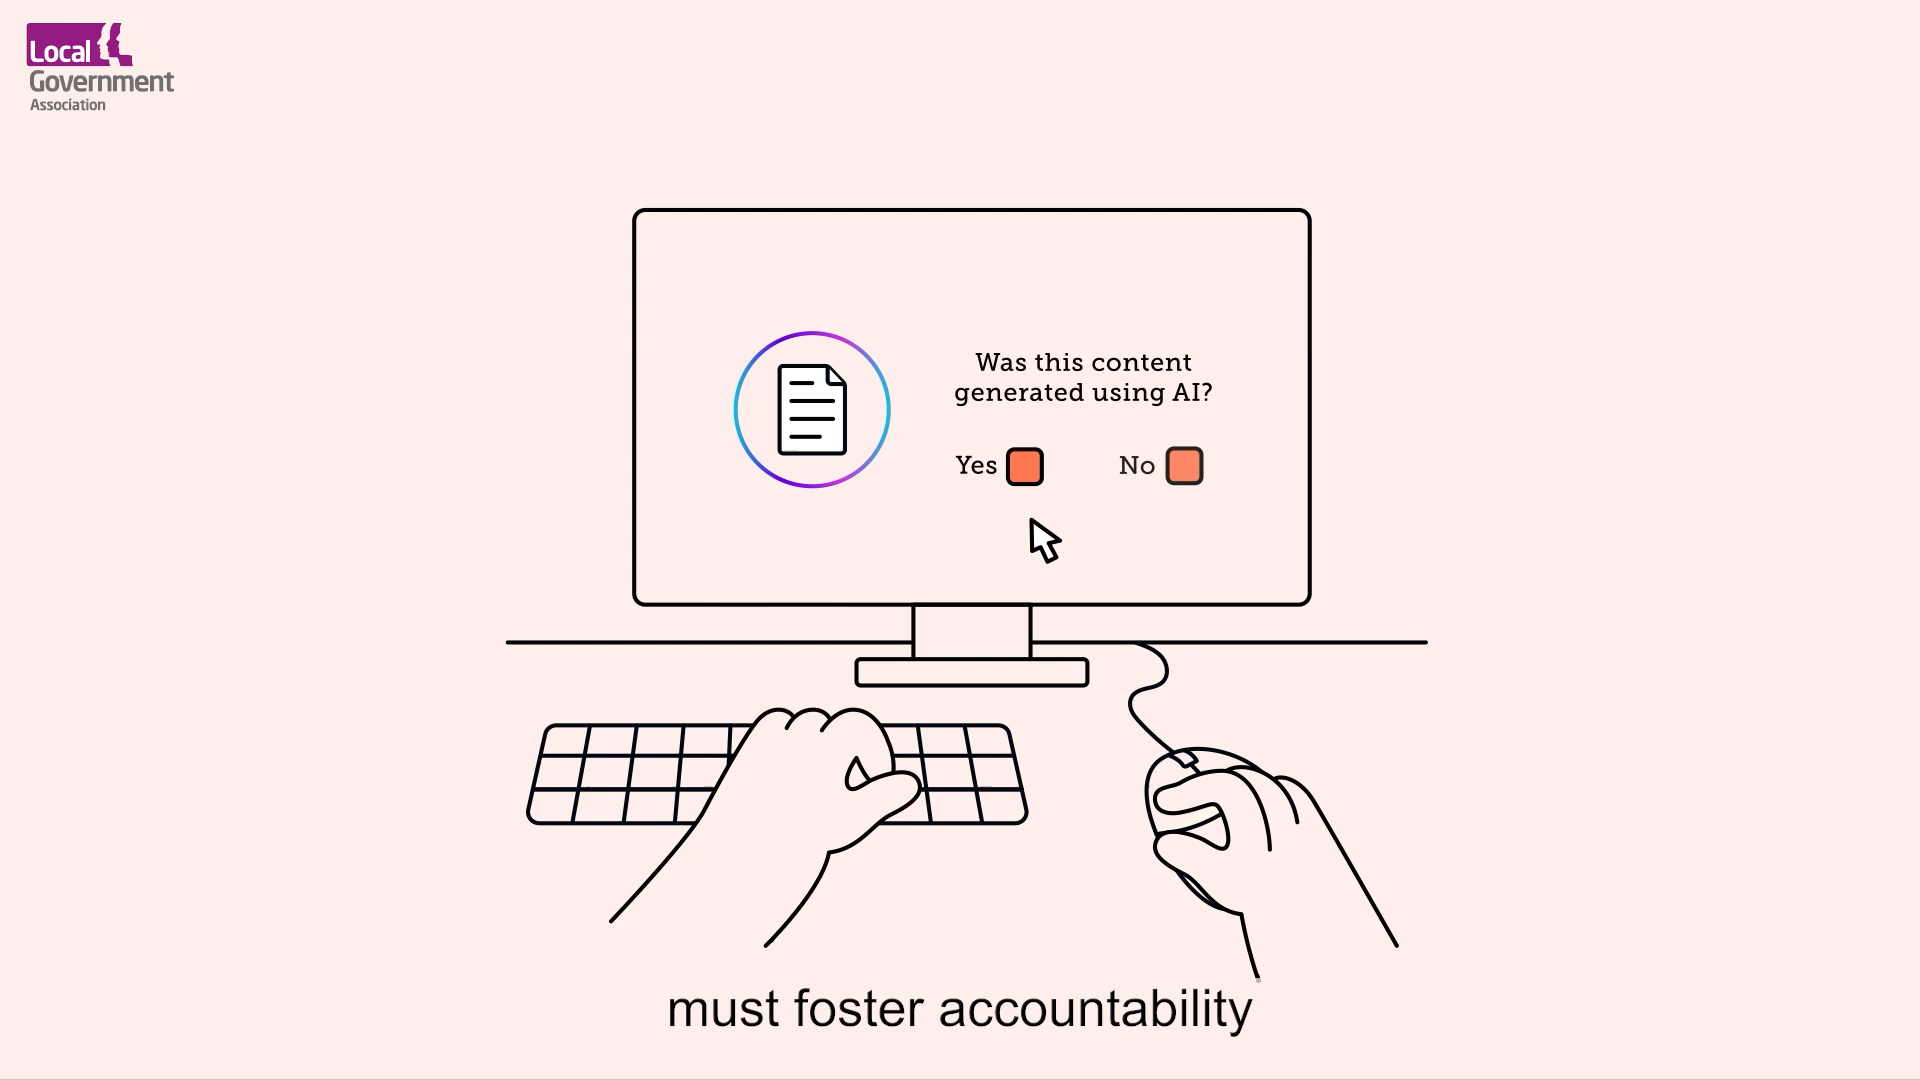 Local
Government
Association
Was this content
generated using AI?
Yes
No
must foster accountability